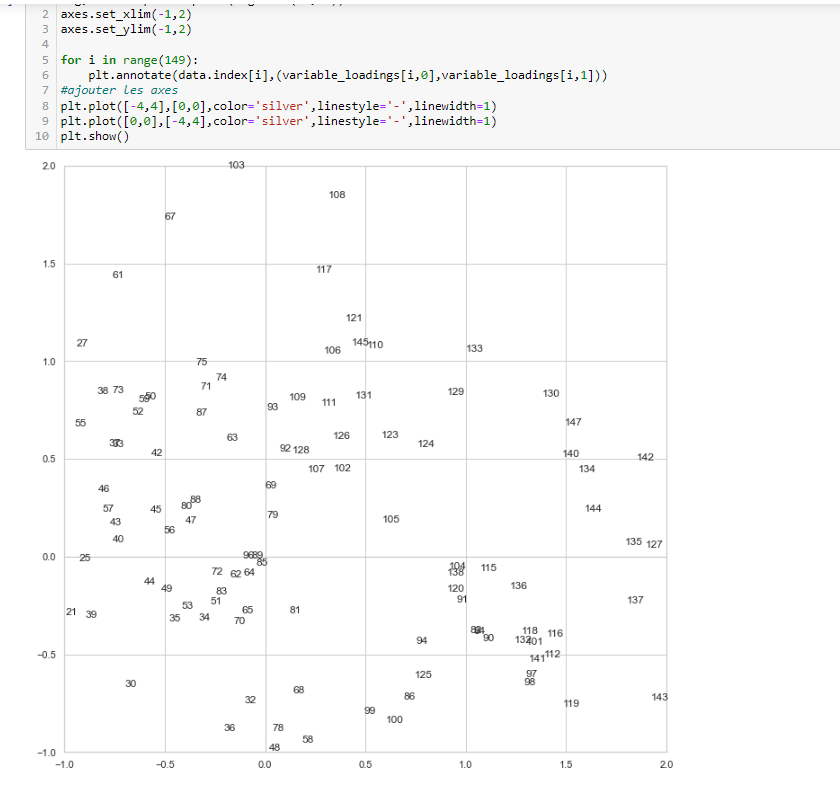 2 axes.set_xlim(-1,2)
3 axes.set_ylim(-1,2)
4
5 for i in range(149):
6     plt.annotate(data.index[i],(variable_loadings[i,0],variable_loadings[i,1]))
7 #ajouter les axes
8 plt.plot([-4,4],[0,0],color='silver',linestyle='-',linewidth=1)
9 plt.plot([0,0],[-4,4],color='silver',linestyle='-',linewidth=1)
10 plt.show()
2.0 103
108
67
1.5 117
61
121
27 106 145 110 133
1.0 75
74
38 73 71 129 130
50 109 131
52 87 93 111
55 147
63 126 123 124
42 92 128 140 142
0.5 107 102 134
46 69
57 45 80 88 144
43 47 79 105
40 56 135 127
0.0 25 89
85 104 115
72 62 64 138
44 49 83 120 136
51 91 137
21 39 53 65 81
35 34 70
118 116
94 90 132 101
-0.5 141 112
125 97
30 68 98
32 86 119 143
99
36 78 100
58
48
-1.0
-1.0 -0.5 0.0 0.5 1.0 1.5 2.0